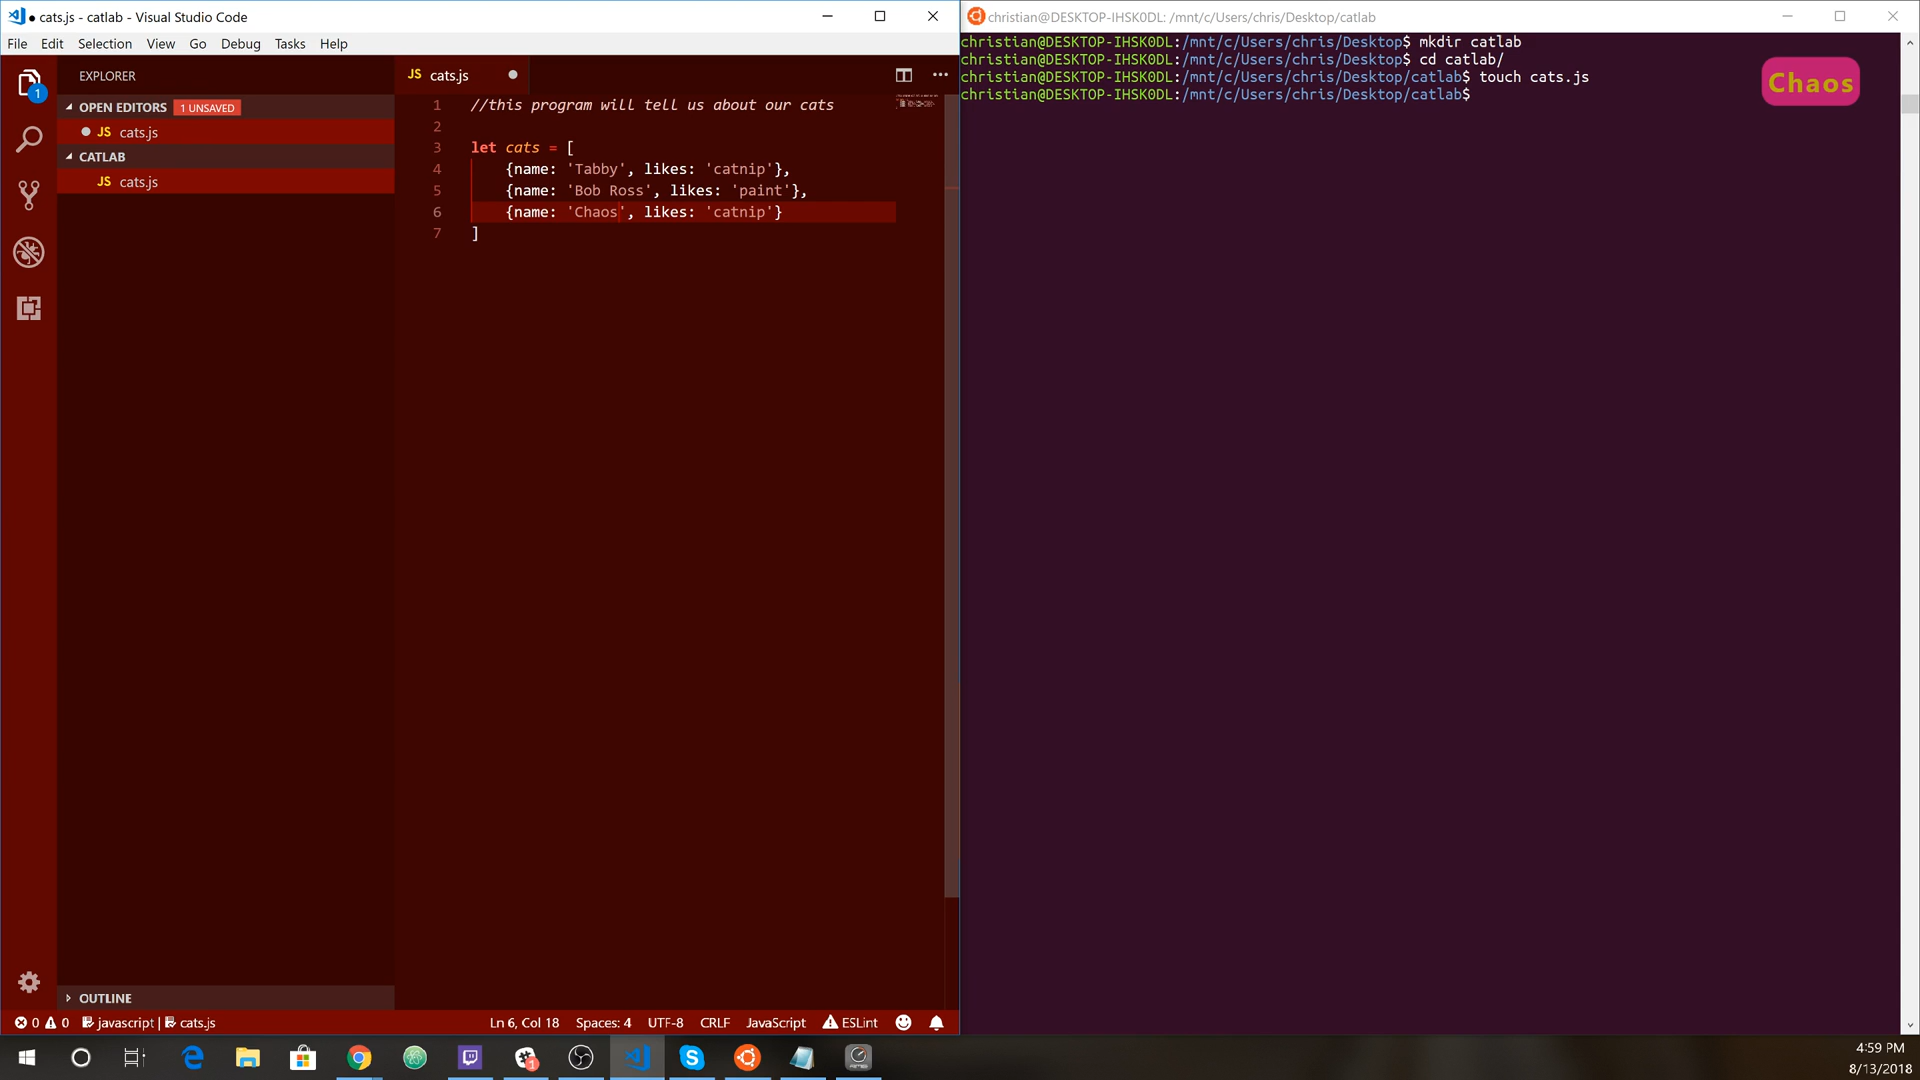 ● cats.js - catlab - Visual Studio Code
File Edit Selection View Go Debug Tasks Help
1
EXPLORER
OPEN EDITORS 1 UNSAVED
JS cats.js
CATLAB
JS cats.js
OUTLINE
JS cats.js
1 //this program will tell us about our cats
2
3 let cats = [
4 {name: 'Tabby', likes: 'catnip'},
5 {name: 'Bob Ross', likes: 'paint'},
6 {name: 'Chaos', likes: 'catnip'}
7 ]
0 0 javascript | cats.js Ln 6, Col 18 Spaces: 4 UTF-8 CRLF JavaScript ESLint
christian@DESKTOP-IHSK0DL: /mnt/c/Users/chris/Desktop/catlab
christian@DESKTOP-IHSK0DL:/mnt/c/Users/chris/Desktop$ mkdir catlab
christian@DESKTOP-IHSK0DL:/mnt/c/Users/chris/Desktop$ cd catlab/
christian@DESKTOP-IHSK0DL:/mnt/c/Users/chris/Desktop/catlab$ touch cats.js
christian@DESKTOP-IHSK0DL:/mnt/c/Users/chris/Desktop/catlab$
Chaos
1
4:59 PM
8/13/2018